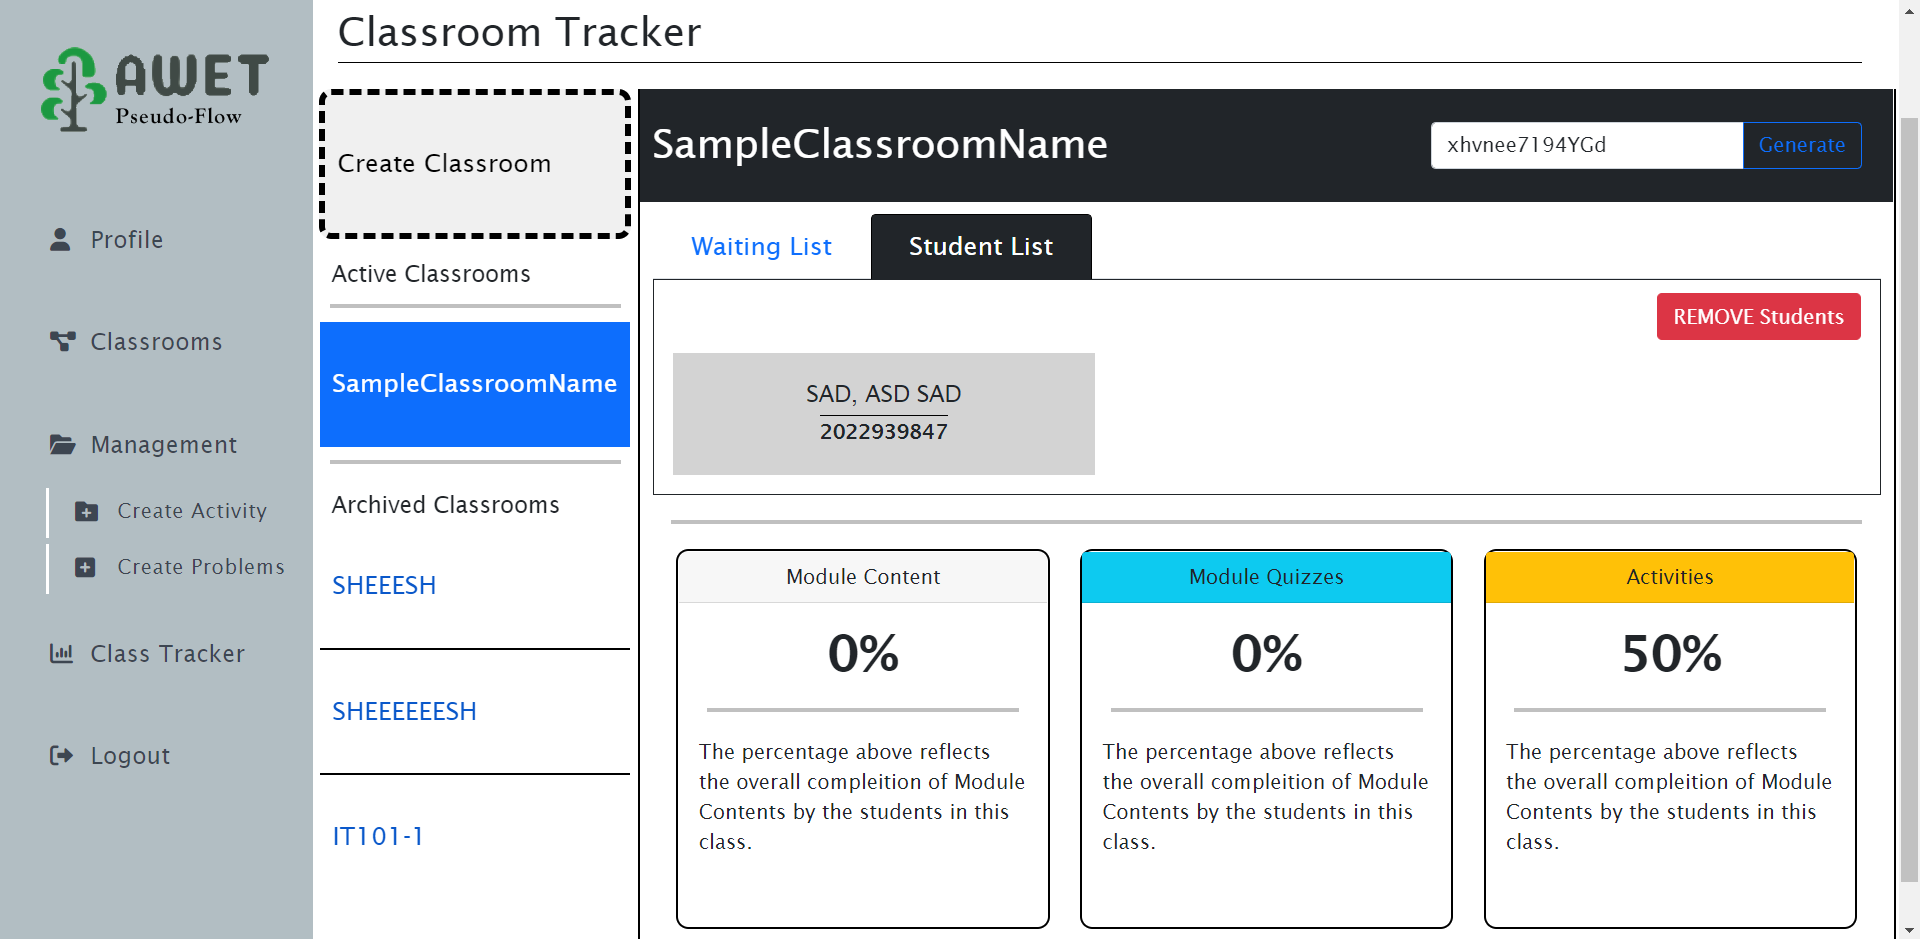 AWET
Pseudo-Flow
Profile
Classrooms
Management
Create Activity
Create Problems
Class Tracker
Logout
Classroom Tracker
Create Classroom
Active Classrooms
SampleClassroomName
Archived Classrooms
SHEEESH
SHEEEEEESH
IT101-1
SampleClassroomName
xhvnee7194YGd
Generate
Waiting List
Student List
REMOVE Students
SAD, ASD SAD
2022939847
Module Content
0%
The percentage above reflects
the overall compleition of Module
Contents by the students in this
class.
Module Quizzes
0%
The percentage above reflects
the overall compleition of Module
Contents by the students in this
class.
Activities
50%
The percentage above reflects
the overall compleition of Module
Contents by the students in this
class.